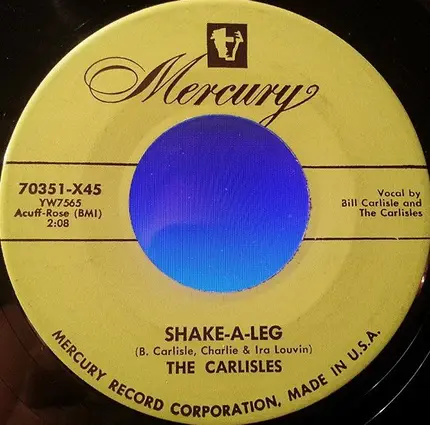 Mercury
70351-X45
YW7565
Acuff-Rose (BMI)
2:08
Vocal by
Bill Carlisle and
The Carlisles
SHAKE-A-LEG
(B. Carlisle, Charlie & Ira Louvin)
THE CARLISLES
MERCURY RECORD CORPORATION, MADE IN U.S.A.